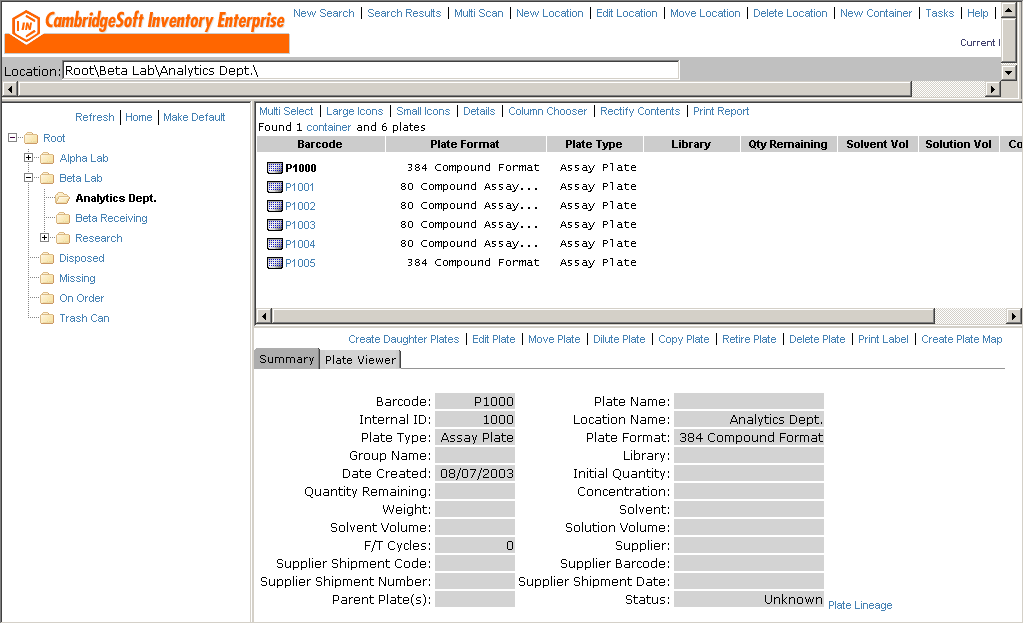 IN CambridgeSoft Inventory Enterprise
New Search | Search Results | Multi Scan | New Location | Edit Location | Move Location | Delete Location | New Container | Tasks | Help |
Current
Location: Root\Beta Lab\Analytics Dept.\
Refresh | Home | Make Default
Root
Alpha Lab
Beta Lab
Analytics Dept.
Beta Receiving
Research
Disposed
Missing
On Order
Trash Can
Multi Select | Large Icons | Small Icons | Details | Column Chooser | Rectify Contents | Print Report
Found 1 container and 6 plates
Barcode Plate Format Plate Type Library Qty Remaining Solvent Vol Solution Vol Co
P1000 384 Compound Format Assay Plate
P1001 80 Compound Assay... Assay Plate
P1002 80 Compound Assay... Assay Plate
P1003 80 Compound Assay... Assay Plate
P1004 80 Compound Assay... Assay Plate
P1005 384 Compound Format Assay Plate
Create Daughter Plates | Edit Plate | Move Plate | Dilute Plate | Copy Plate | Retire Plate | Delete Plate | Print Label | Create Plate Map
Summary Plate Viewer
Barcode: P1000 Plate Name:
Internal ID: 1000 Location Name: Analytics Dept.
Plate Type: Assay Plate Plate Format: 384 Compound Format
Group Name: Library:
Date Created: 08/07/2003 Initial Quantity:
Quantity Remaining: Concentration:
Weight: Solvent:
Solvent Volume: Solution Volume:
F/T Cycles: 0 Supplier:
Supplier Shipment Code: Supplier Barcode:
Supplier Shipment Number: Supplier Shipment Date:
Parent Plate(s): Status: Unknown Plate Lineage